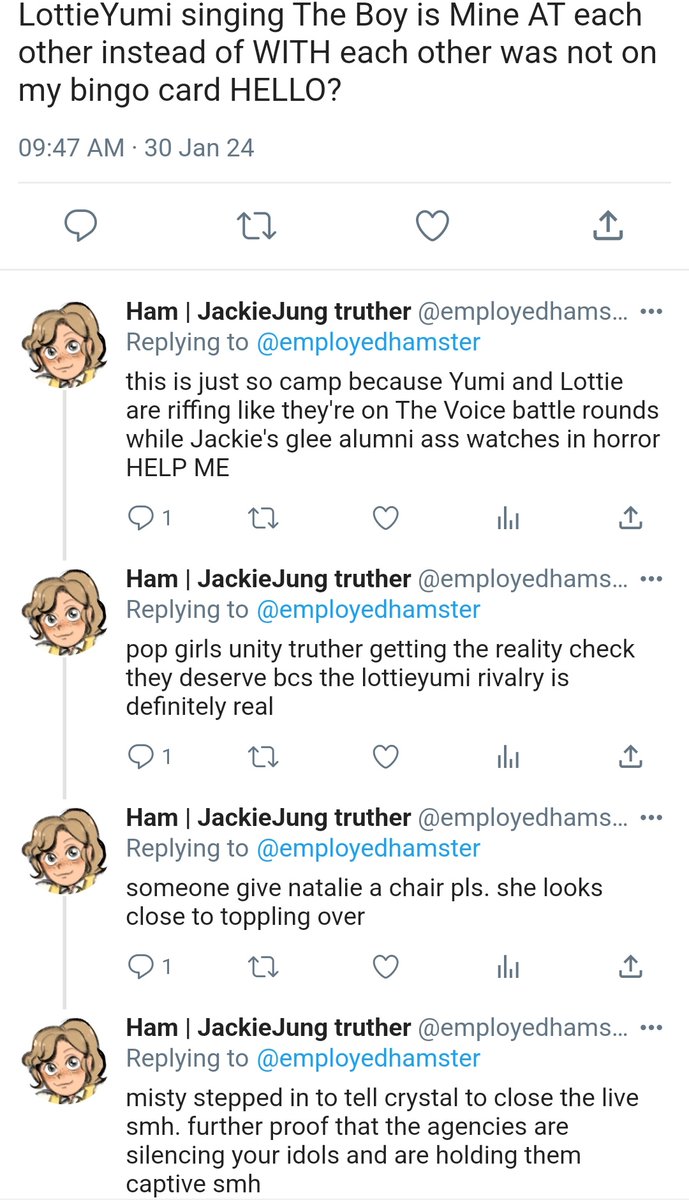 LottieYumi singing The Boy is Mine AT each
other instead of WITH each other was not on
my bingo card HELLO?
09:47 AM · 30 Jan 24
Ham | JackieJung truther @employedhams...
Replying to @employedhamster
this is just so camp because Yumi and Lottie
are riffing like they're on The Voice battle rounds
while Jackie's glee alumni ass watches in horror
HELP ME
1
Ham | JackieJung truther @employedhams...
Replying to @employedhamster
pop girls unity truther getting the reality check
they deserve bcs the lottieyumi rivalry is
definitely real
1
Ham | JackieJung truther @employedhams...
Replying to @employedhamster
someone give natalie a chair pls. she looks
close to toppling over
1
Ham | JackieJung truther @employedhams...
Replying to @employedhamster
misty stepped in to tell crystal to close the live
smh. further proof that the agencies are
silencing your idols and are holding them
captive smh